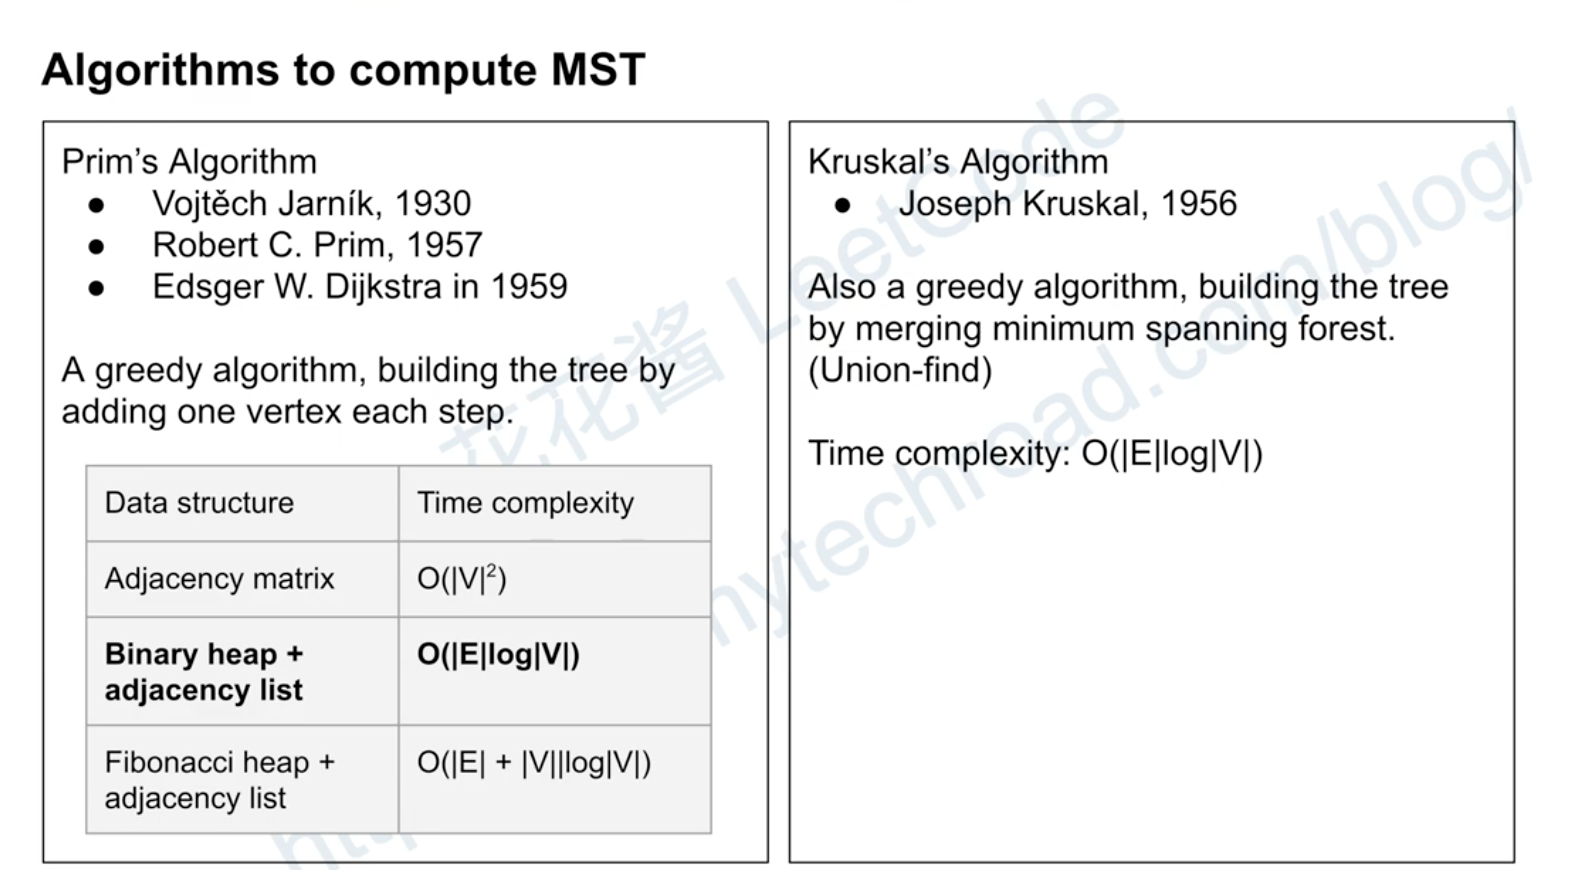 Algorithms to compute MST
Prim’s Algorithm
● Vojtěch Jarník, 1930
● Robert C. Prim, 1957
● Edsger W. Dijkstra in 1959
A greedy algorithm, building the tree by
adding one vertex each step.
Data structure Time complexity
Adjacency matrix O(|V|²)
Binary heap + O(|E|log|V|)
adjacency list
Fibonacci heap + O(|E| + |V||log|V|)
adjacency list
Kruskal’s Algorithm
● Joseph Kruskal, 1956
Also a greedy algorithm, building the tree
by merging minimum spanning forest.
(Union-find)
Time complexity: O(|E|log|V|)
花花酱 LeetCode
mytechroad.com/blog/